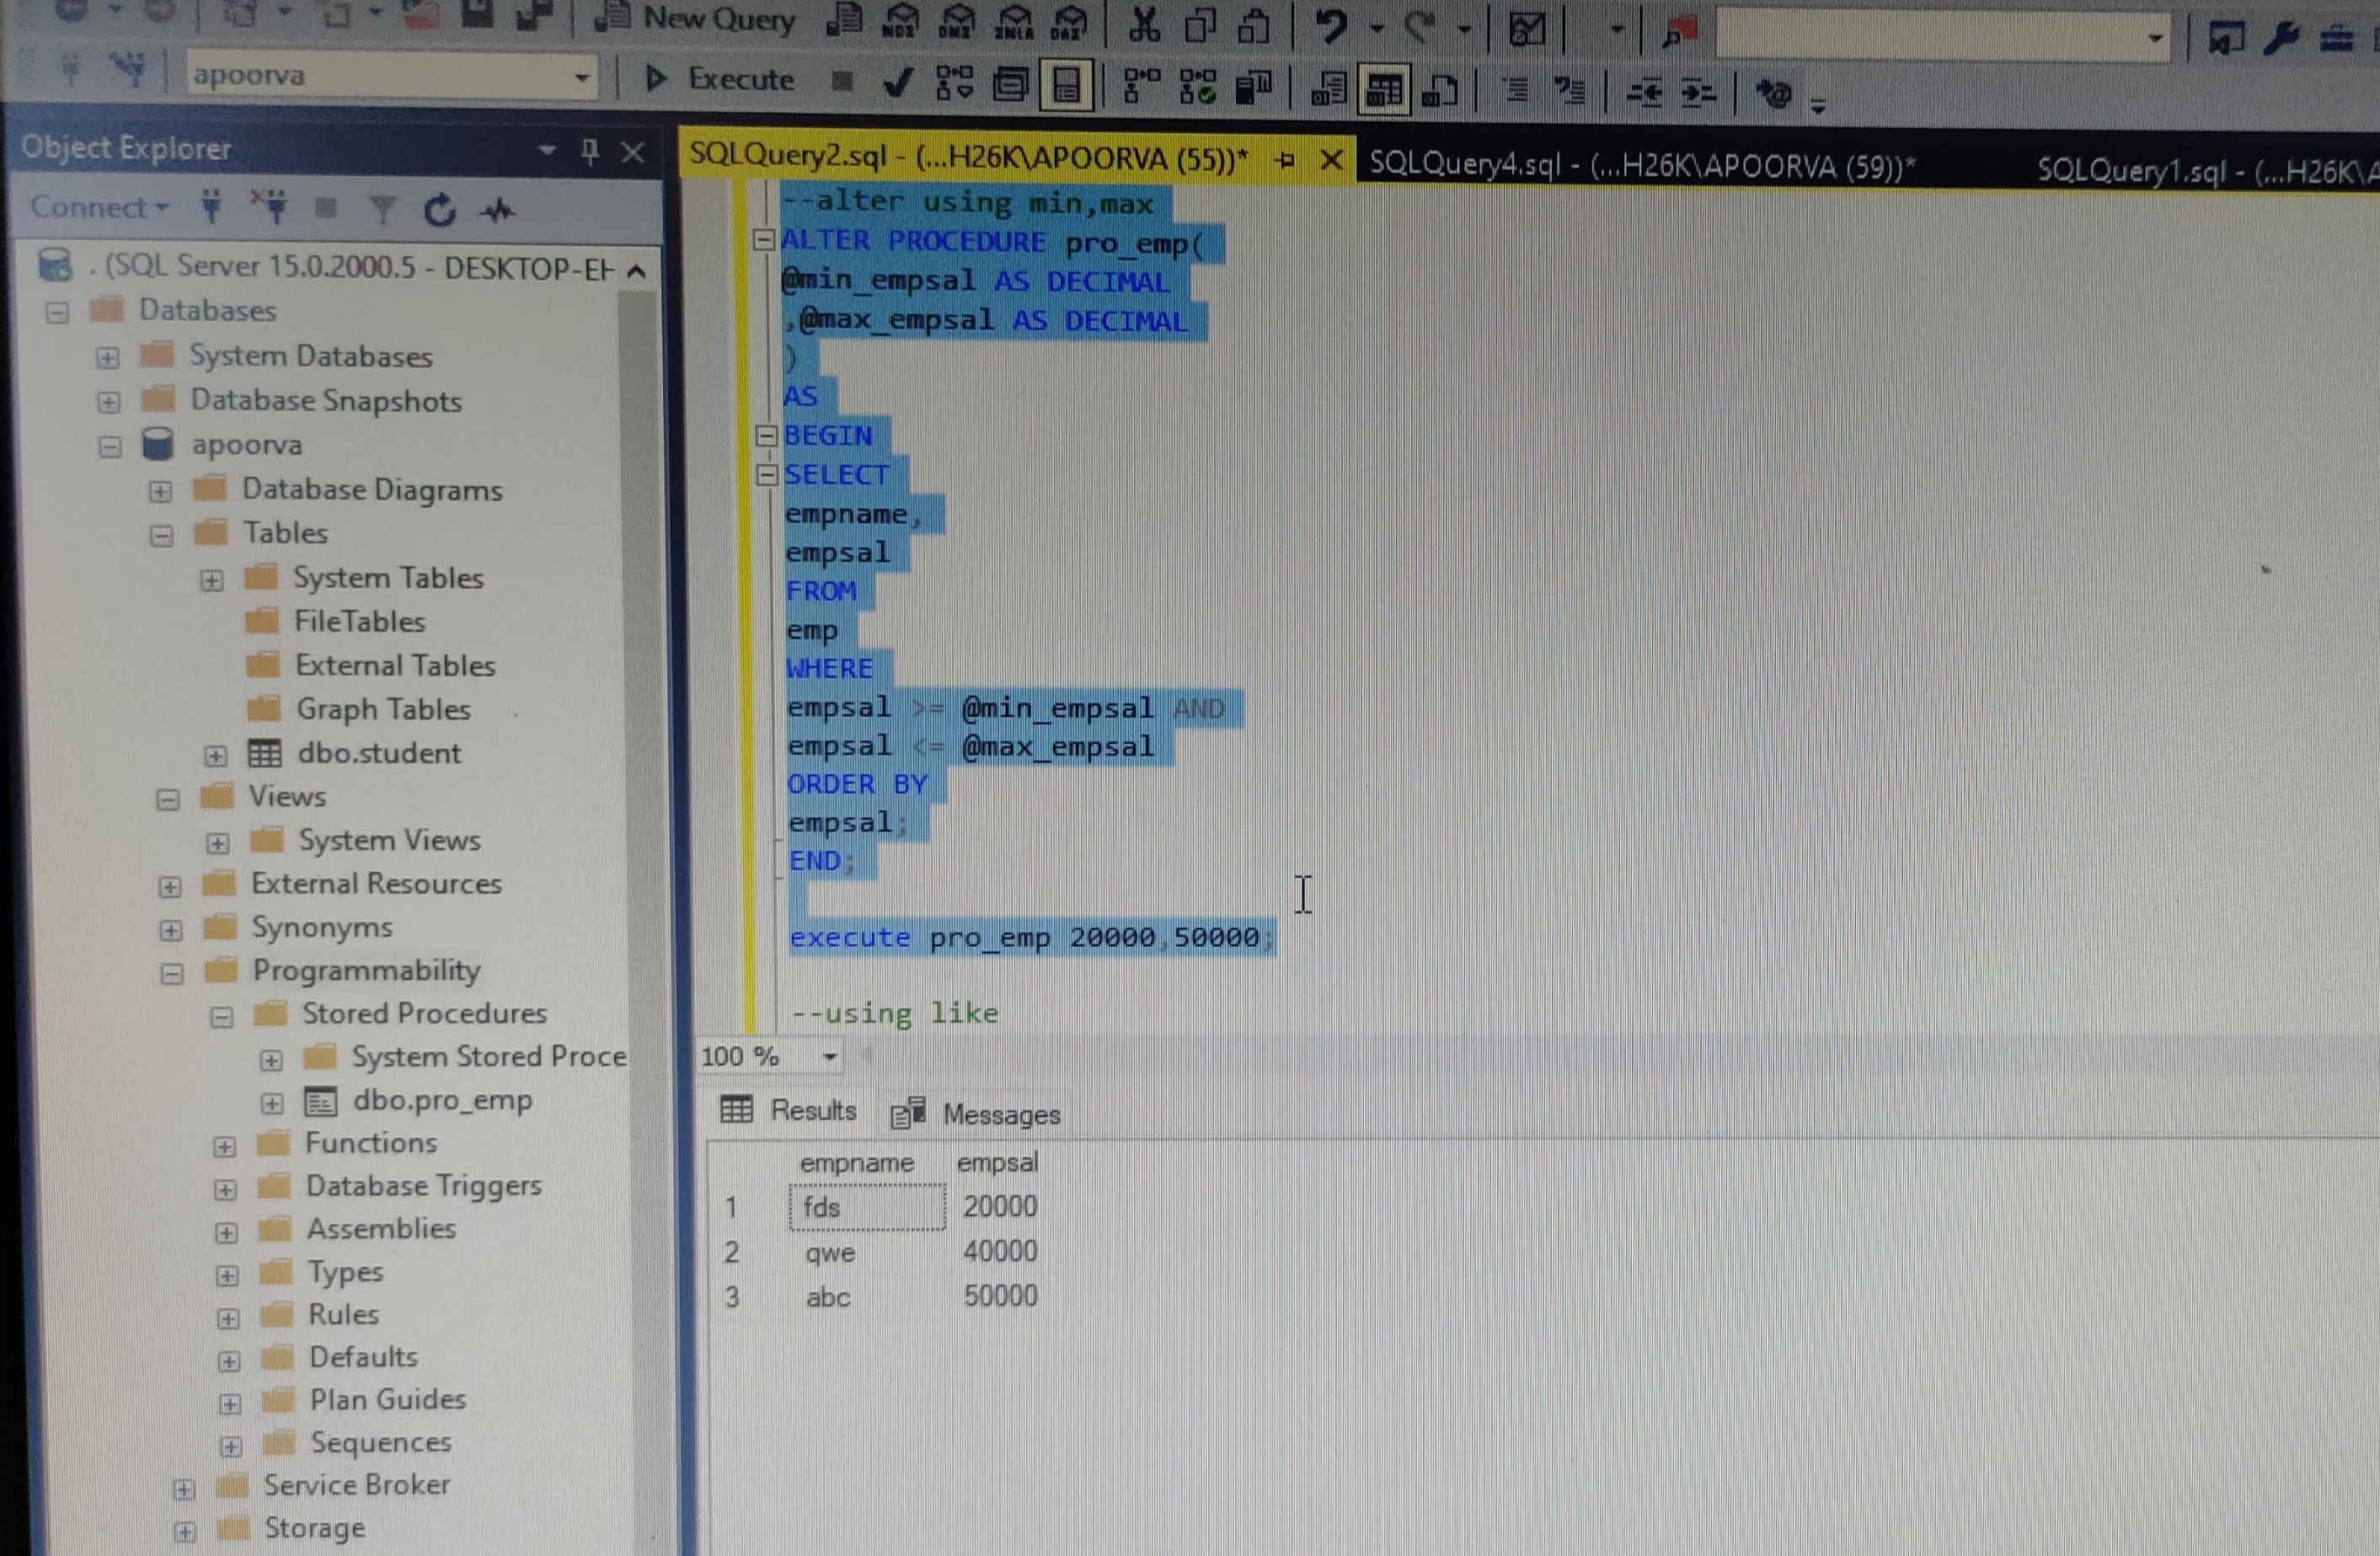 New Query
MDX DMX XMLA DAX
apoorva
Execute
Object Explorer
Connect
. (SQL Server 15.0.2000.5 - DESKTOP-EH
Databases
System Databases
Database Snapshots
apoorva
Database Diagrams
Tables
System Tables
FileTables
External Tables
Graph Tables
dbo.student
Views
System Views
External Resources
Synonyms
Programmability
Stored Procedures
System Stored Proce
dbo.pro_emp
Functions
Database Triggers
Assemblies
Types
Rules
Defaults
Plan Guides
Sequences
Service Broker
Storage
SQLQuery2.sql - (...H26K\APOORVA (55))*
SQLQuery4.sql - (...H26K\APOORVA (59))*
SQLQuery1.sql - (...H26K\A
--alter using min,max
ALTER PROCEDURE pro_emp(
@min_empsal AS DECIMAL
,@max_empsal AS DECIMAL
)
AS
BEGIN
SELECT
empname,
empsal
FROM
emp
WHERE
empsal >= @min_empsal AND
empsal <= @max_empsal
ORDER BY
empsal;
END;
execute pro_emp 20000,50000;
--using like
100 %
Results Messages
empname empsal
1 fds 20000
2 qwe 40000
3 abc 50000